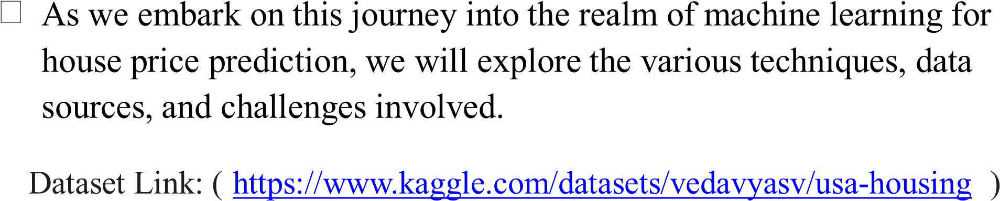 □ As we embark on this journey into the realm of machine learning for
house price prediction, we will explore the various techniques, data
sources, and challenges involved.
Dataset Link: ( https://www.kaggle.com/datasets/vedavyasv/usa-housing )